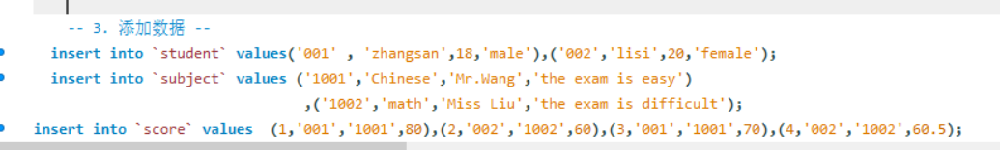 -- 3. 添加数据 --
insert into `student` values('001' , 'zhangsan',18,'male'),('002','lisi',20,'female');
insert into `subject` values ('1001','Chinese','Mr.Wang','the exam is easy')
,('1002','math','Miss Liu','the exam is difficult');
insert into `score` values (1,'001','1001',80),(2,'002','1002',60),(3,'001','1001',70),(4,'002','1002',60.5);